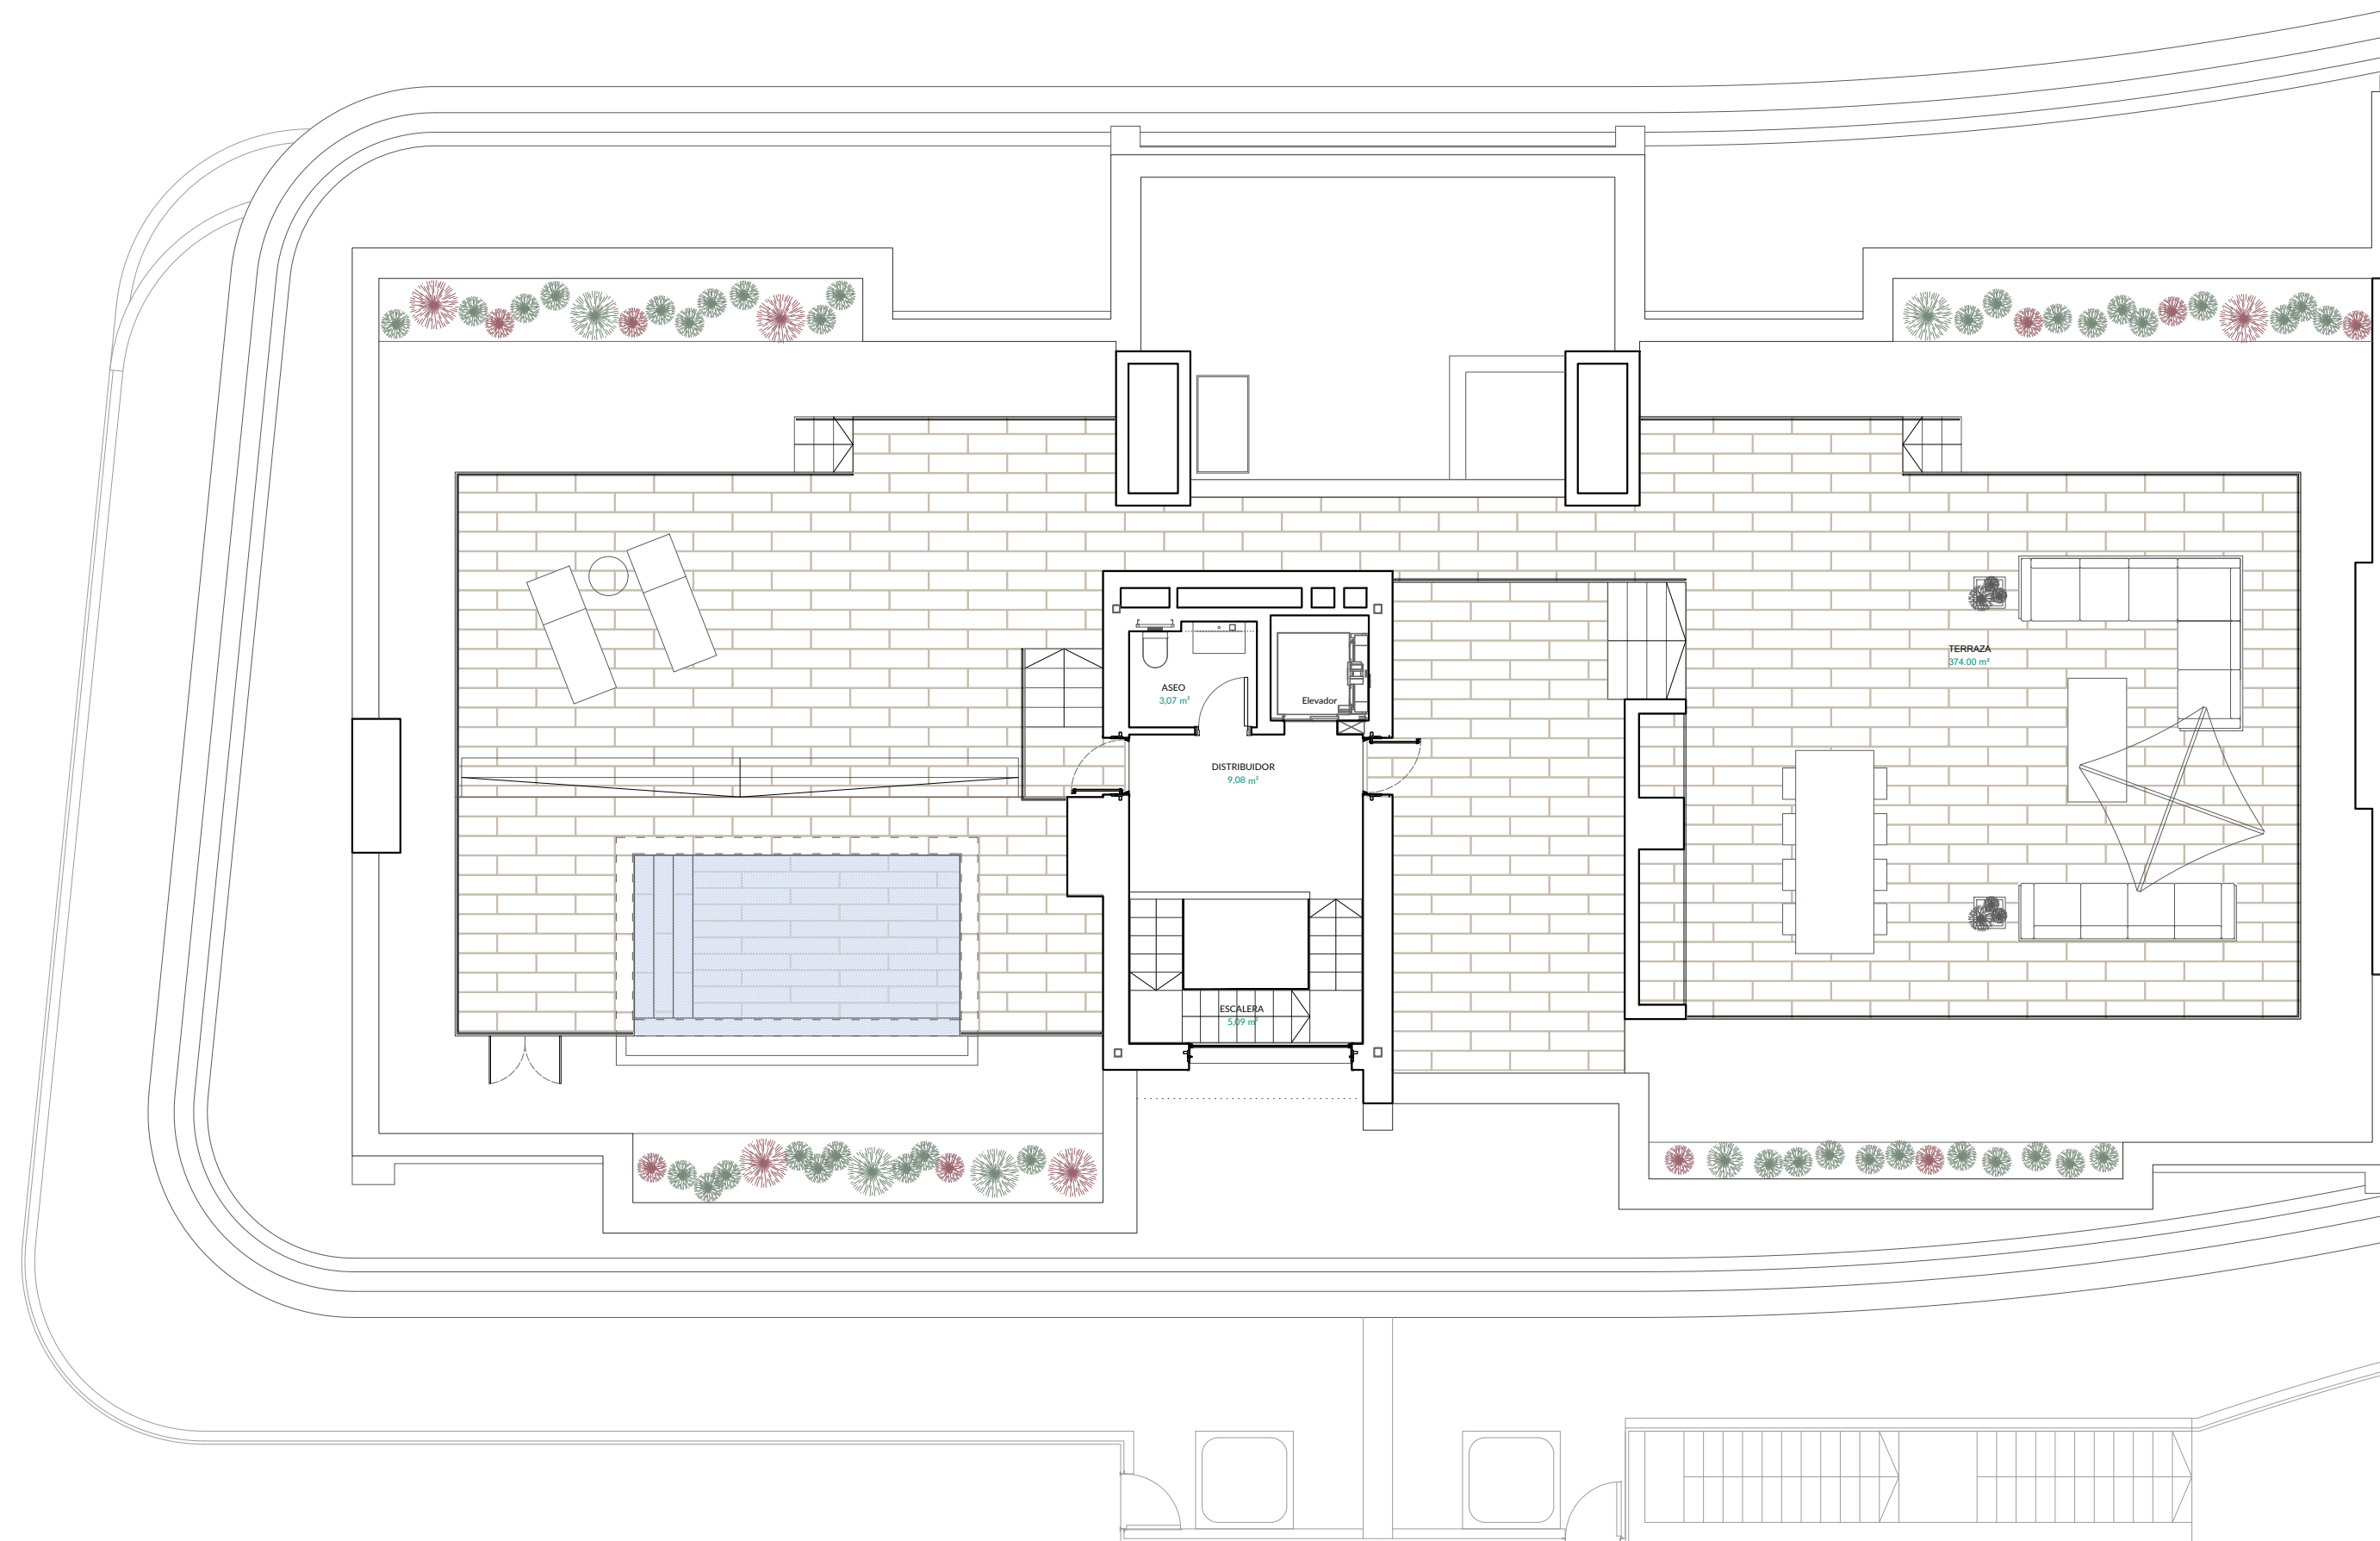 TERRAZA
374.00 m²
ASEO
3,07 m²
Elevador
DISTRIBUIDOR
9,08 m²
ESCALERA
5,09 m²